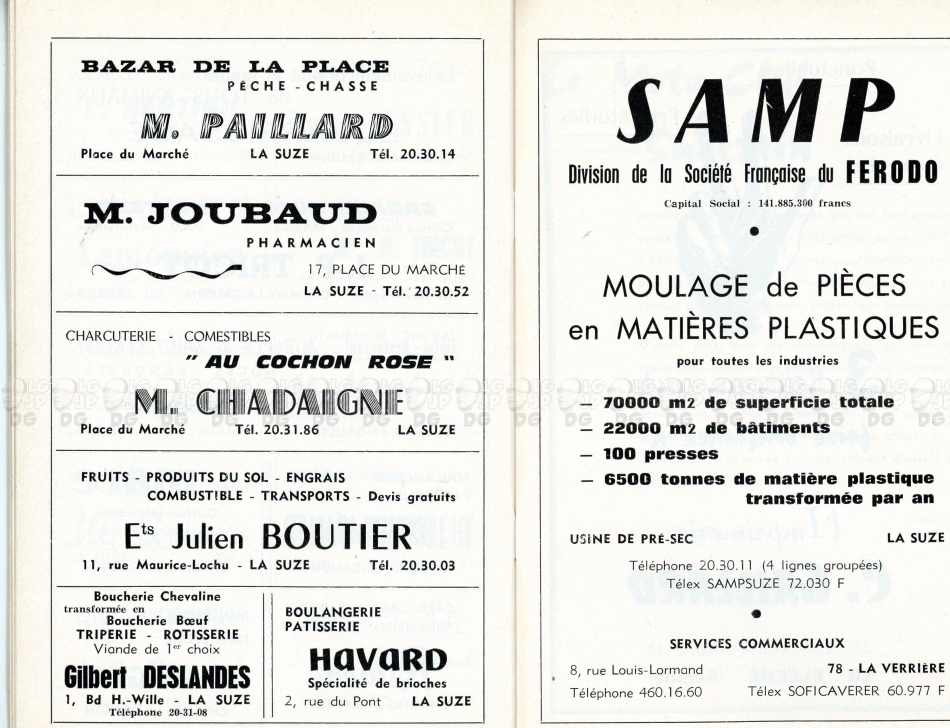 BAZAR DE LA PLACE
PÊCHE - CHASSE
M. PAILLARD
Place du Marché LA SUZE Tél. 20.30.14
M. JOUBAUD
PHARMACIEN
17, PLACE DU MARCHÉ
LA SUZE - Tél. 20.30.52
CHARCUTERIE - COMESTIBLES
" AU COCHON ROSE "
CHADAIGNE
Place du Marché Tél. 20.31.86 LA SUZE
FRUITS - PRODUITS DU SOL - ENGRAIS
COMBUSTIBLE - TRANSPORTS - Devis gratuits
Ets Julien BOUTIER
11, rue Maurice-Lochu - LA SUZE Tél. 20.30.03
Boucherie Chevaline
transformée en
Boucherie Bœuf
TRIPERIE - ROTISSERIE
Viande de 1er choix
Gilbert DESLANDES
1, Bd H.-Wille - LA SUZE
Téléphone 20-31-08
BOULANGERIE
PATISSERIE
HAVARD
Spécialité de brioches
2, rue du Pont LA SUZE
SAMP
Division de la Société Française du FERODO
Capital Social : 141.885.300 francs
MOULAGE de PIÈCES
en MATIÈRES PLASTIQUES
pour toutes les industries
— 70000 m2 de superficie totale
— 22000 m2 de bâtiments
— 100 presses
— 6500 tonnes de matière plastique
transformée par an
USINE DE PRÉ-SEC LA SUZE
Téléphone 20.30.11 (4 lignes groupées)
Télex SAMPSUZE 72.030 F
SERVICES COMMERCIAUX
8, rue Louis-Lormand 78 - LA VERRIÈRE
Téléphone 460.16.60 Télex SOFICAVERER 60.977 F